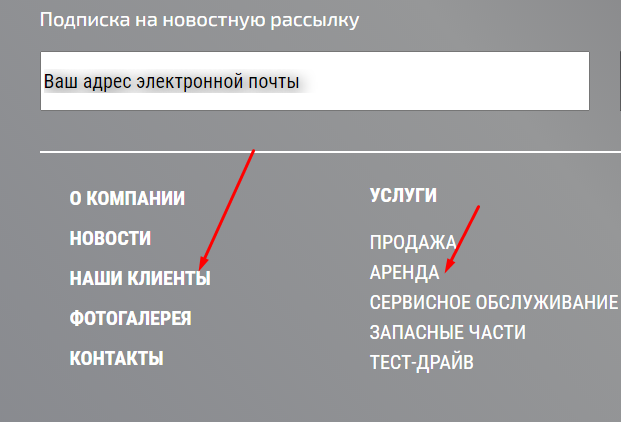 Подписка на новостную рассылку
Ваш адрес электронной почты
О КОМПАНИИ
НОВОСТИ
НАШИ КЛИЕНТЫ
ФОТОГАЛЕРЕЯ
КОНТАКТЫ
УСЛУГИ
ПРОДАЖА
АРЕНДА
СЕРВИСНОЕ ОБСЛУЖИВАНИЕ
ЗАПАСНЫЕ ЧАСТИ
ТЕСТ-ДРАЙВ